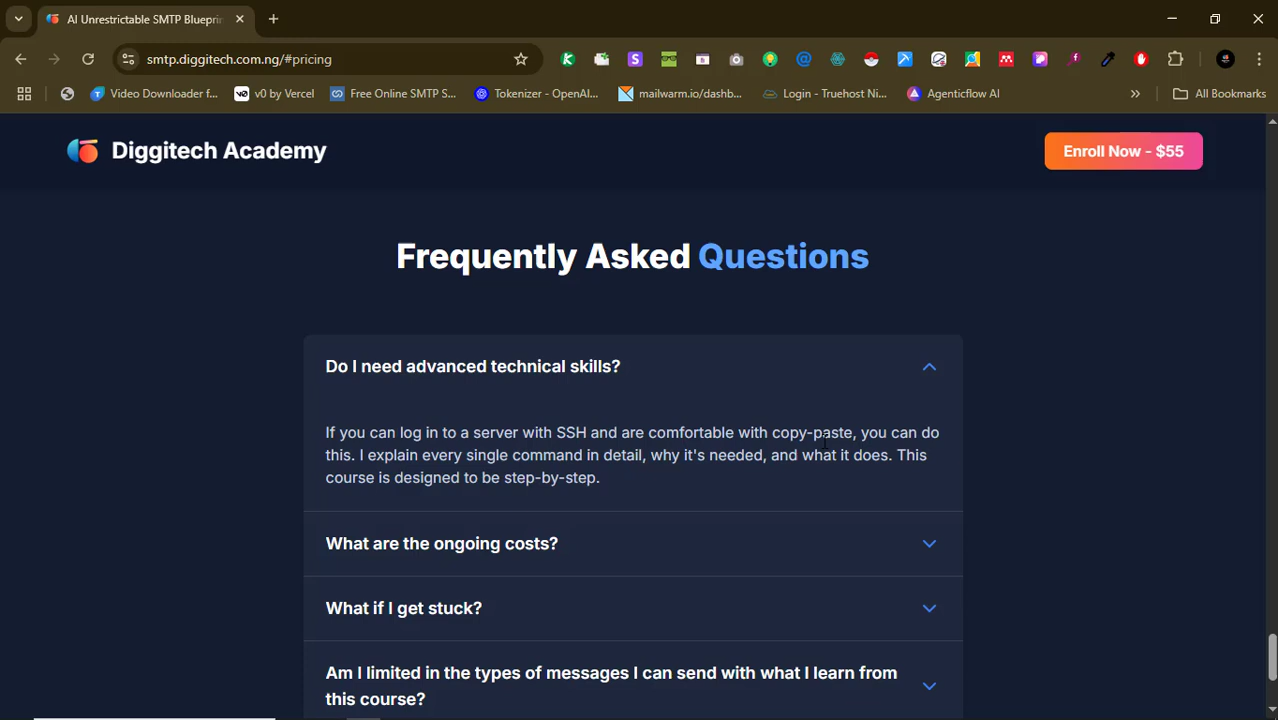 AI Unrestrictable SMTP Blueprin
smtp.diggitech.com.ng/#pricing
Video Downloader f...
v0 by Vercel
Free Online SMTP S...
Tokenizer - OpenAI...
mailwarm.io/dashb...
Login - Truehost Ni...
Agenticflow AI
All Bookmarks
Diggitech Academy
Enroll Now - $55
Frequently Asked Questions
Do I need advanced technical skills?
If you can log in to a server with SSH and are comfortable with copy-paste, you can do
this. I explain every single command in detail, why it's needed, and what it does. This
course is designed to be step-by-step.
What are the ongoing costs?
What if I get stuck?
Am I limited in the types of messages I can send with what I learn from
this course?